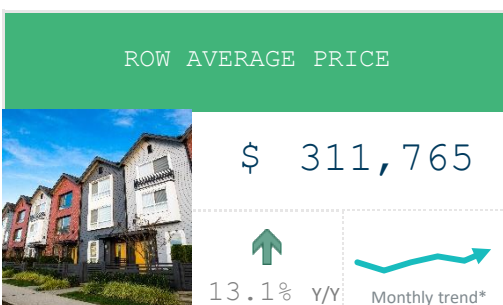 ROW AVERAGE PRICE
$ 311,765
13.1% Y/Y
Monthly trend*